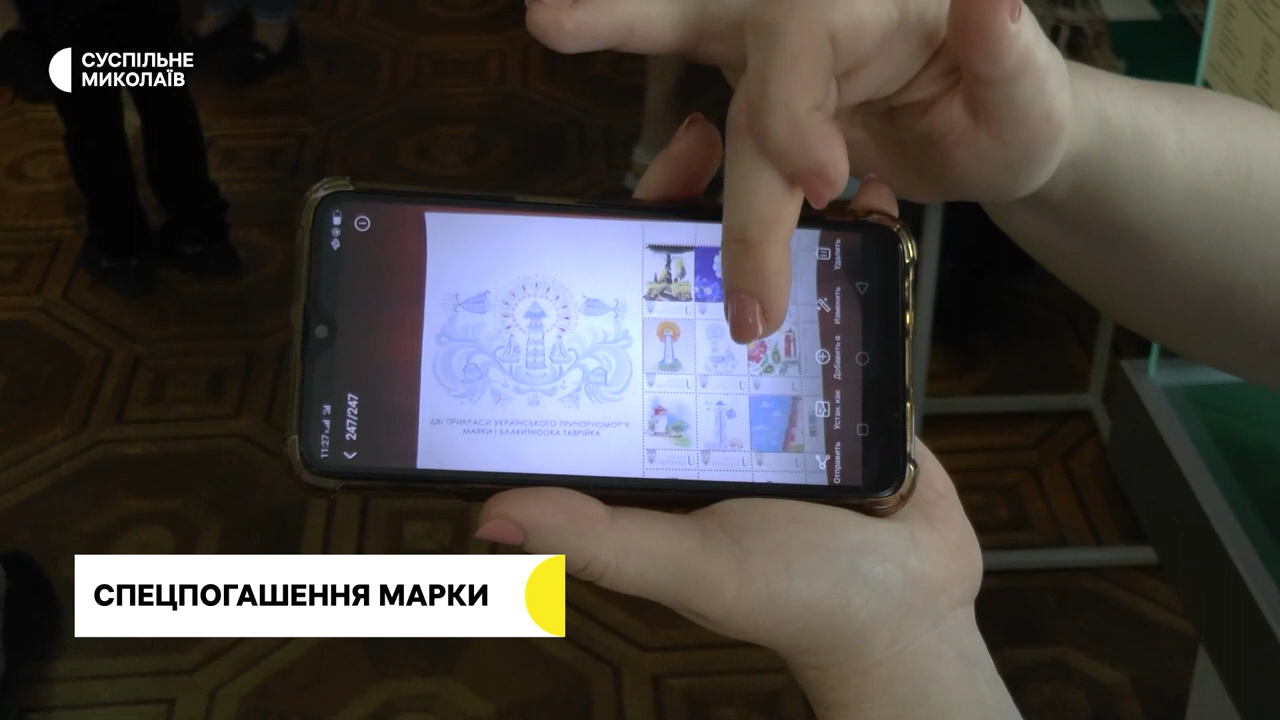 СУСПІЛЬНЕ
МИКОЛАЇВ
11:27
247/247
ДВІ ПРИКРАСИ УКРАЇНСЬКОГО ПРИЧОРНОМОР'Я
МАЯКИ І БЛАКИТНООКА ТАВРІЙКА
Отправить
Устан. как
Добавить в
Изменить
Удалить
СПЕЦПОГАШЕННЯ МАРКИ